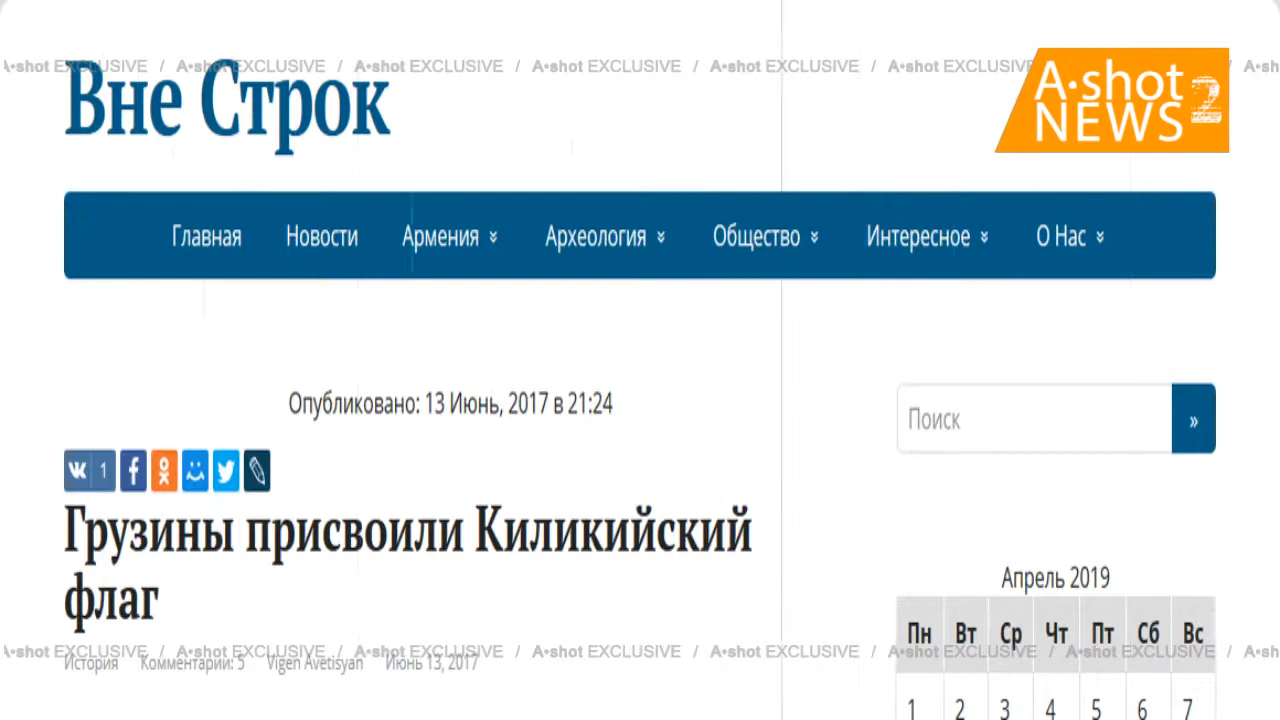 A•shot EXCLUSIVE / A•shot EXCLUSIVE / A•shot EXCLUSIVE / A•shot EXCLUSIVE / A•shot EXCLUSIVE / A•shot EXCLUSIVE
Вне Строк
A•shot 2
NEWS
Главная Новости Армения Археология Общество Интересное О Нас
Опубликовано: 13 Июнь, 2017 в 21:24
Поиск »
1
Грузины присвоили Киликийский
флаг
Апрель 2019
Пн Вт Ср Чт Пт Сб Вс
A•shot EXCLUSIVE / A•shot EXCLUSIVE / A•shot EXCLUSIVE / A•shot EXCLUSIVE / A•shot EXCLUSIVE / A•shot EXCLUSIVE / A•shot EXCLUSIVE
История Комментарии: 5 Vigen Avetisyan Июнь 13, 2017
1 2 3 4 5 6 7